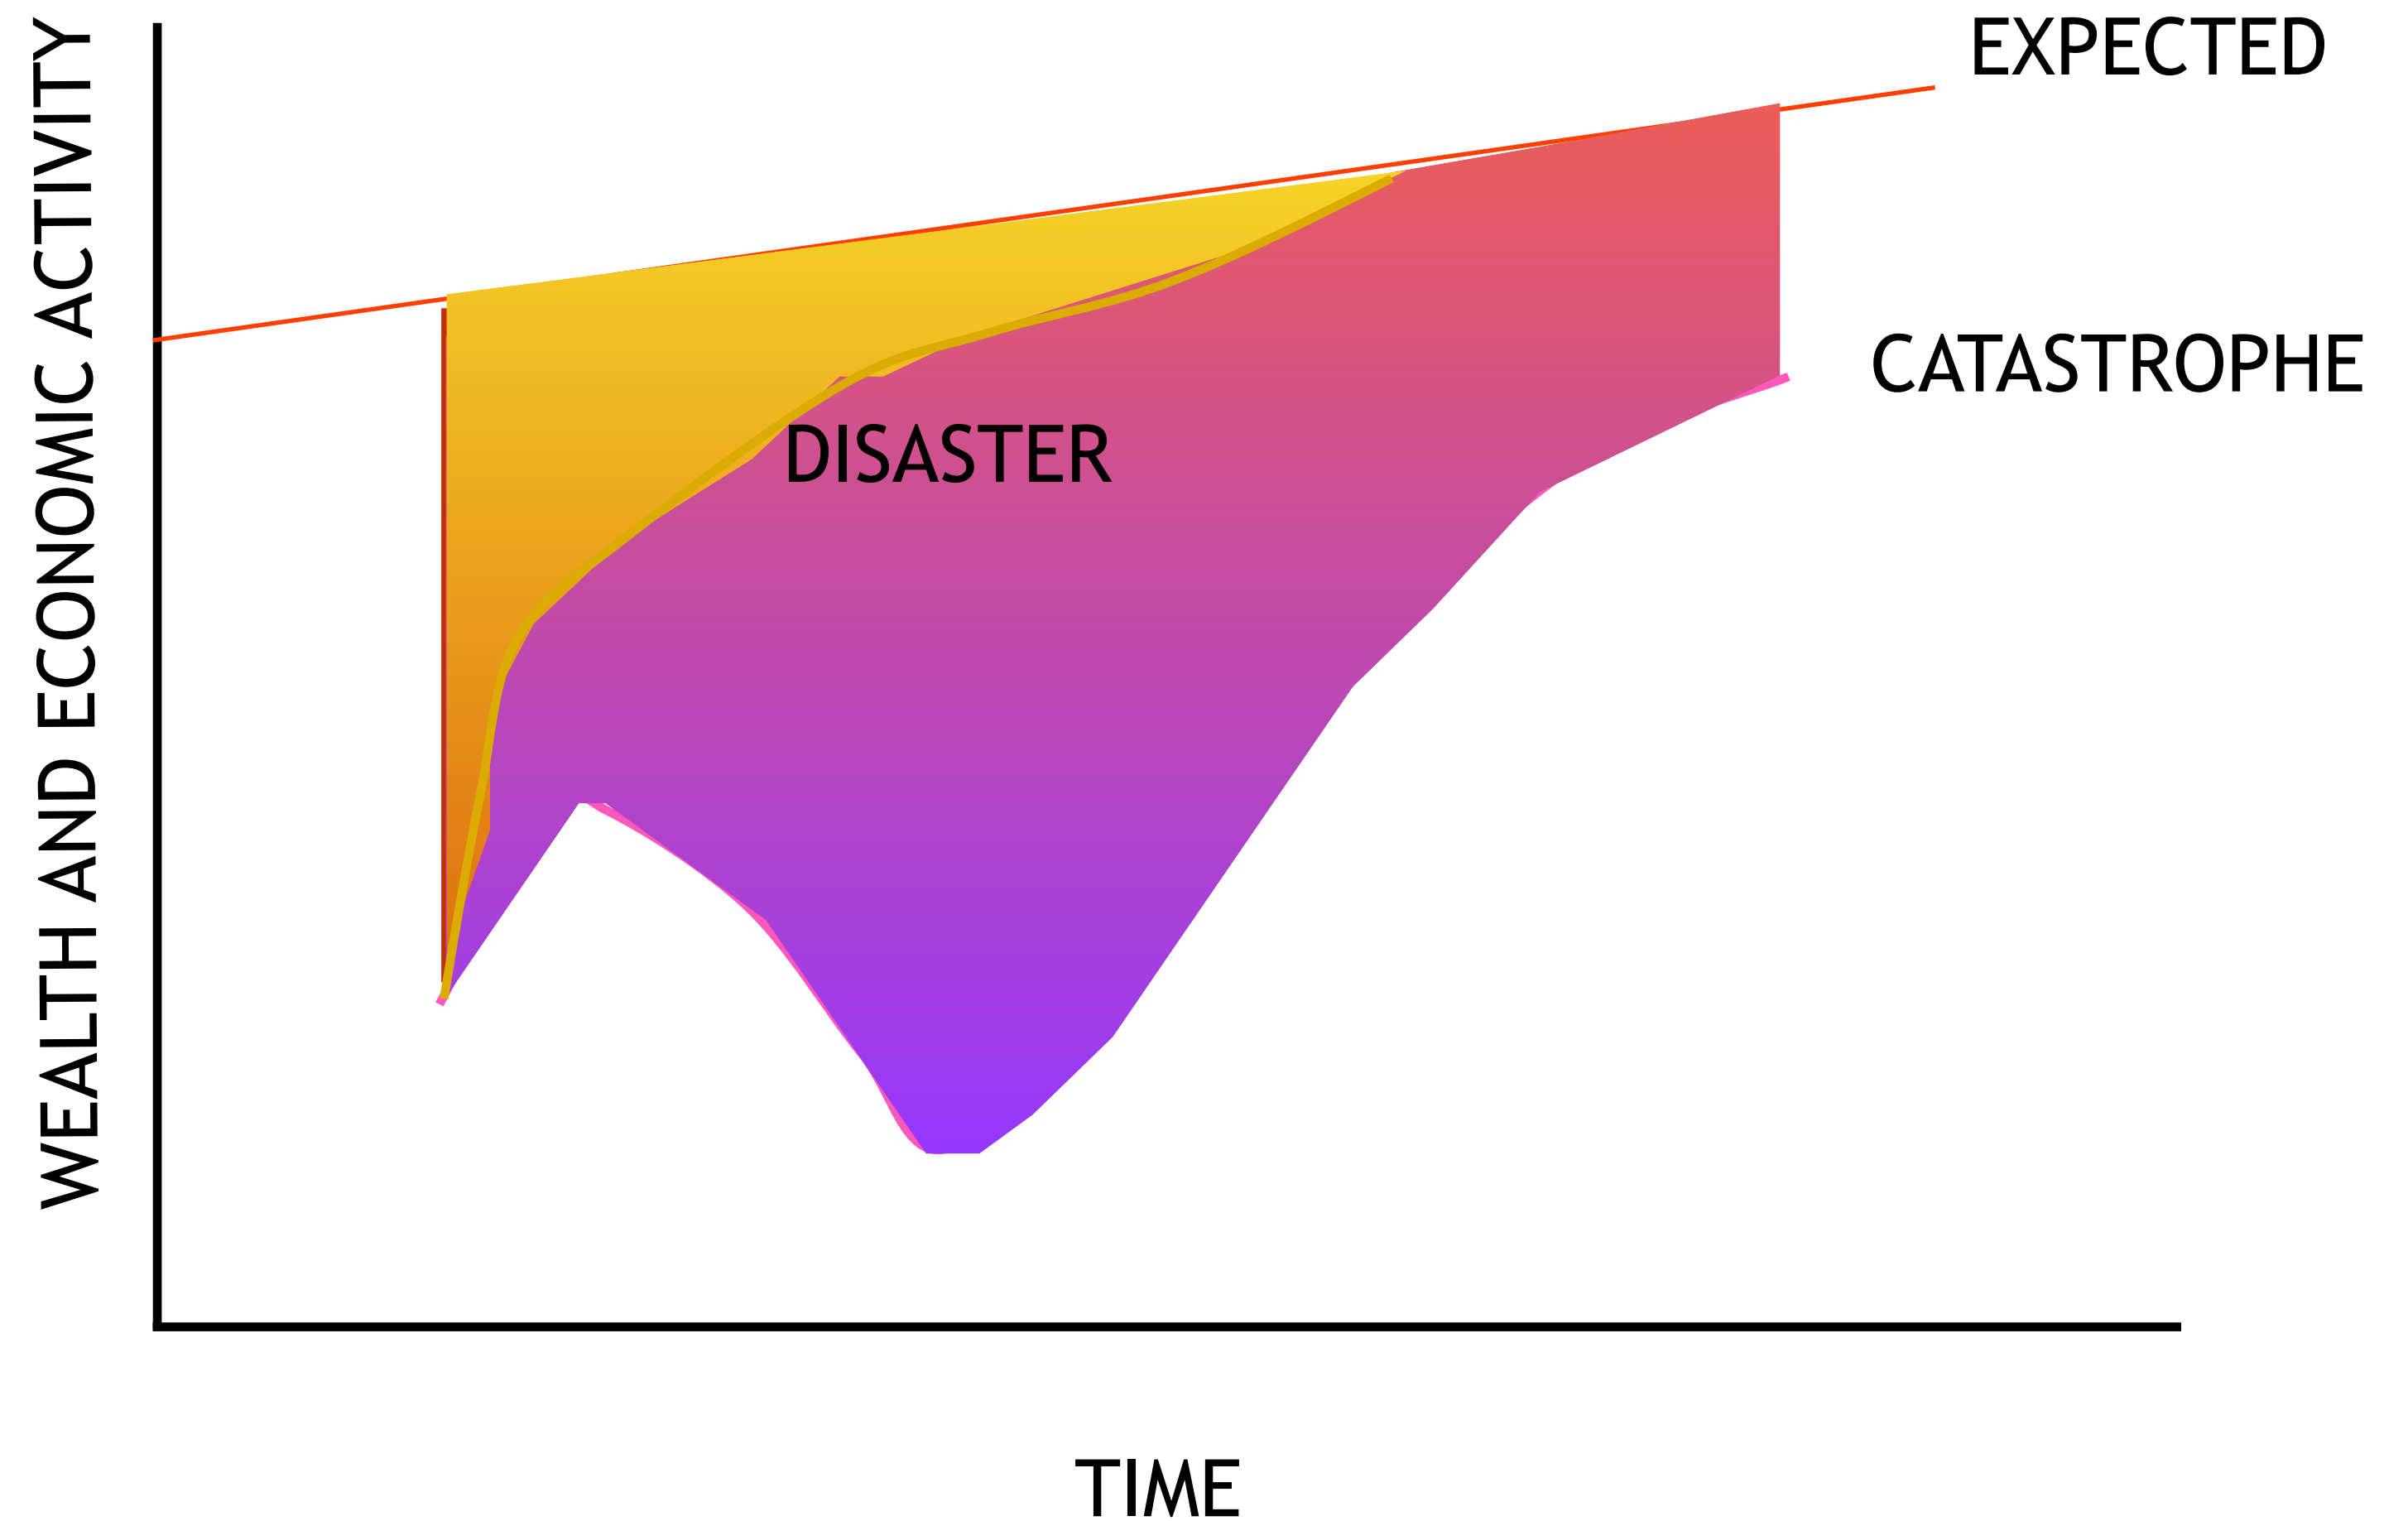 WEALTH AND ECONOMIC ACTIVITY
EXPECTED
CATASTROPHE
DISASTER
TIME